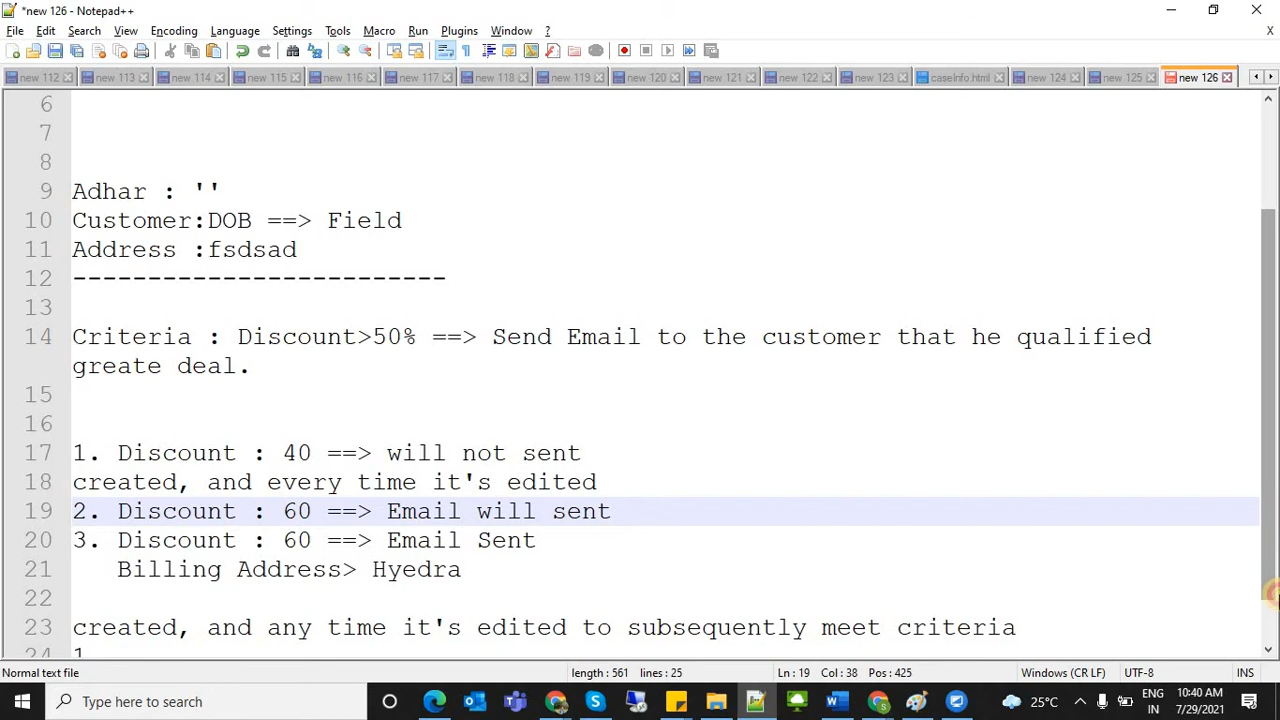 *new 126 - Notepad++
File Edit Search View Encoding Language Settings Tools Macro Run Plugins Window ?
X
new 112 new 113 new 114 new 115 new 116 new 117 new 118 new 119 new 120 new 121 new 122 new 123 caseInfo.html new 124 new 125 new 126
6
7
8
9 Adhar : ''
10 Customer:DOB ==> Field
11 Address :fsdsad
12 -------------------------
13
14 Criteria : Discount>50% ==> Send Email to the customer that he qualified
greate deal.
15
16
17 1. Discount : 40 ==> will not sent
18 created, and every time it's edited
19 2. Discount : 60 ==> Email will sent
20 3. Discount : 60 ==> Email Sent
21 Billing Address> Hyedra
22
23 created, and any time it's edited to subsequently meet criteria
24 1
Normal text file length : 561 lines : 25 Ln : 19 Col : 38 Pos : 425 Windows (CR LF) UTF-8 INS
Type here to search 25°C ENG 10:40 AM
IN 7/29/2021